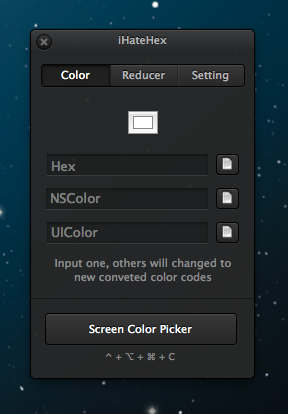 iHateHex
Color Reducer Setting
Hex
NSColor
UIColor
Input one, others will changed to
new conveted color codes
Screen Color Picker
^ + ⌥ + ⌘ + C